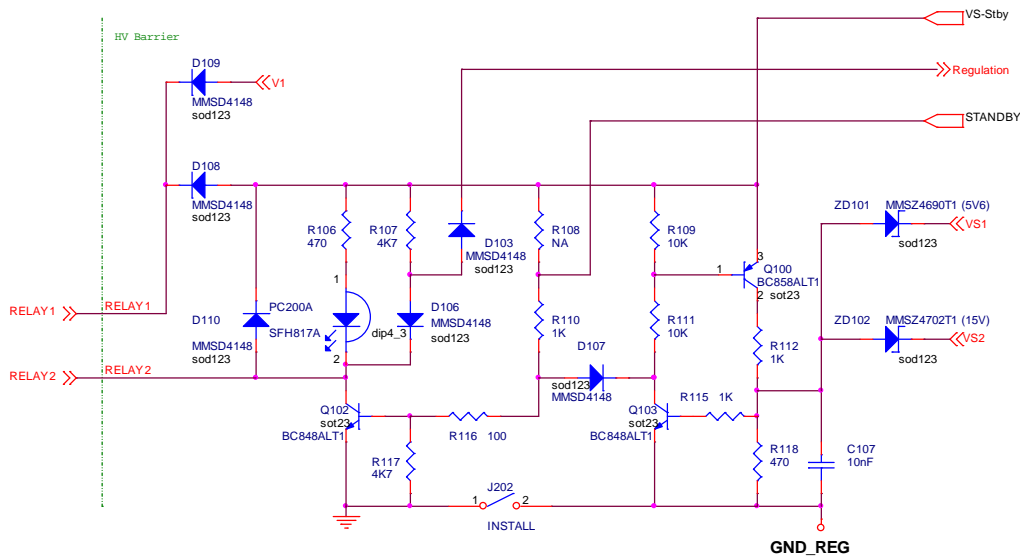 VS-Stby
HV Barrier
D109
V1
MMSD4148
sod123
Regulation
STANDBY
D108
MMSD4148
sod123
R106
470
R107
4K7
D103
MMSD4148
sod123
R108
NA
R109
10K
ZD101
MMSZ4690T1 (5V6)
VS1
sod123
3
1
Q100
BC858ALT1
2
sot23
1
RELAY1
RELAY1
D110
MMSD4148
sod123
PC200A
SFH817A
dip4_3
2
D106
MMSD4148
sod123
R110
1K
R111
10K
D107
sod123
MMSD4148
R112
1K
ZD102
MMSZ4702T1 (15V)
VS2
sod123
RELAY2
RELAY2
Q102
sot23
BC848ALT1
R116
100
Q103
sot23
BC848ALT1
R115
1K
R117
4K7
R118
470
C107
10nF
J202
1
2
INSTALL
GND_REG